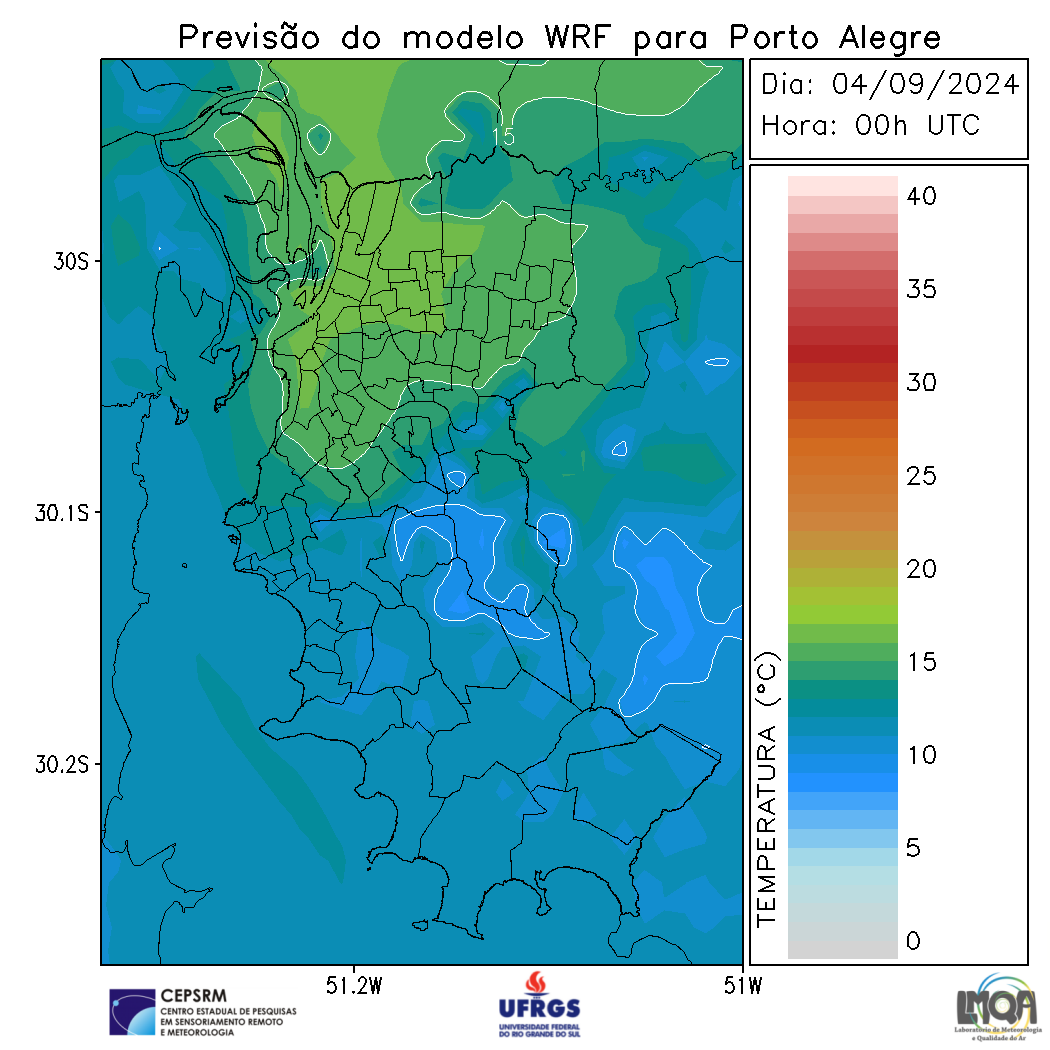 Previsão do modelo WRF para Porto Alegre
Dia: 04/09/2024
Hora: 00h UTC
15
30S
30.1S
30.2S
51.2W
51W
40
35
30
25
20
15
10
5
0
TEMPERATURA (°C)
CEPSRM
CENTRO ESTADUAL DE PESQUISAS
EM SENSORIAMENTO REMOTO
E METEOROLOGIA
UFRGS
UNIVERSIDADE FEDERAL
DO RIO GRANDE DO SUL
LMQA
Laboratório de Meteorologia
e Qualidade do Ar